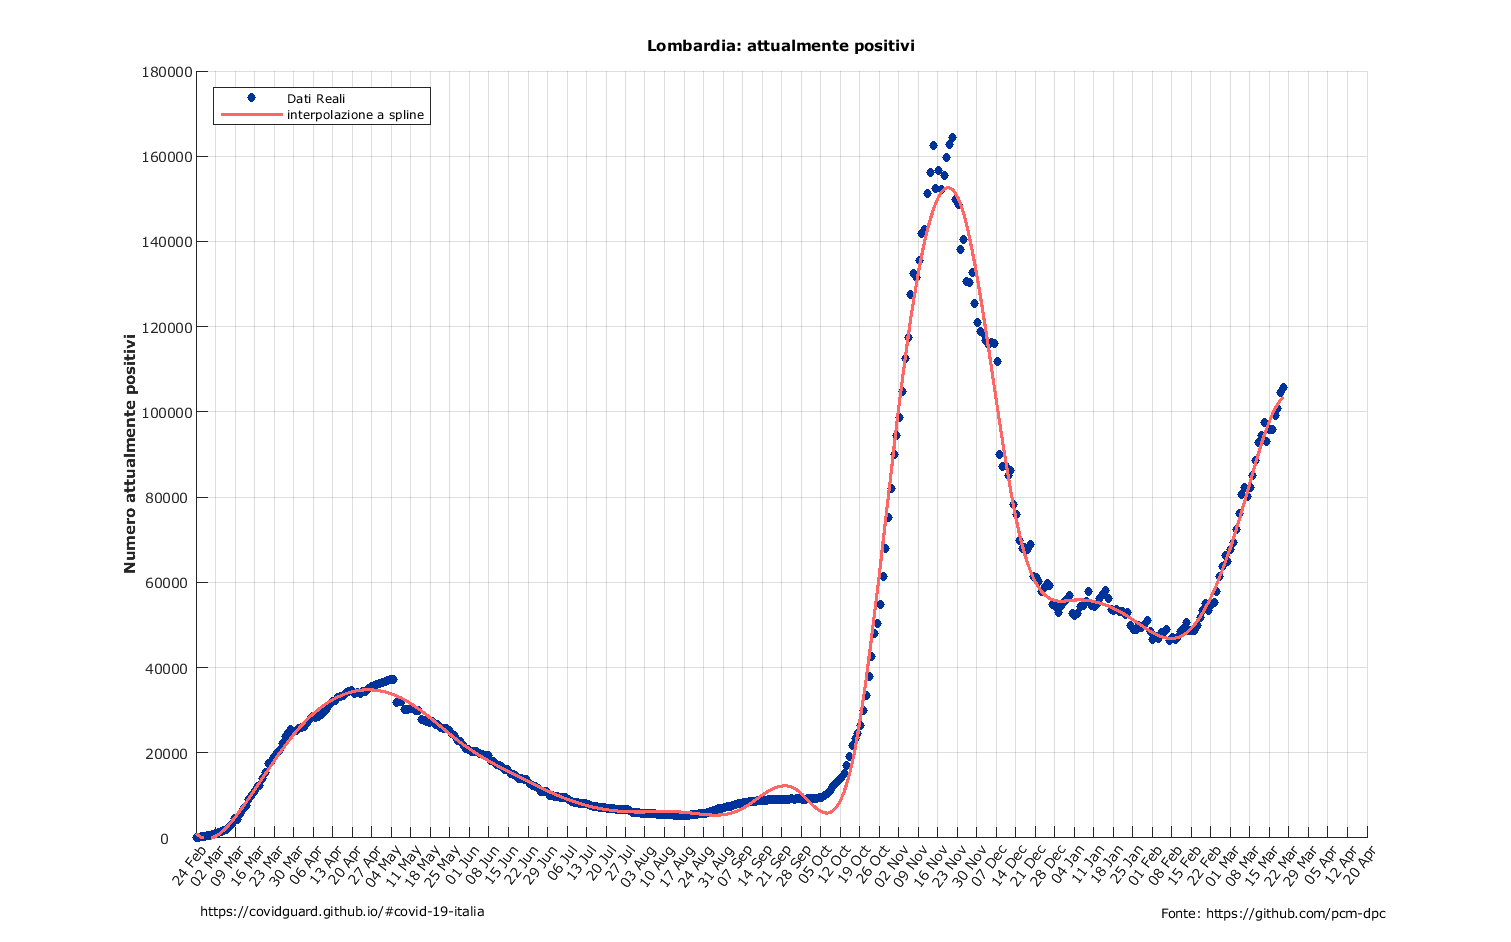 Lombardia: attualmente positivi
180000
160000
140000
120000
100000
80000
60000
40000
20000
0
Numero attualmente positivi
Dati Reali
interpolazione a spline
24 Feb
02 Mar
09 Mar
16 Mar
23 Mar
30 Mar
06 Apr
13 Apr
20 Apr
27 Apr
04 May
11 May
18 May
25 May
01 Jun
08 Jun
15 Jun
22 Jun
29 Jun
06 Jul
13 Jul
20 Jul
27 Jul
03 Aug
10 Aug
17 Aug
24 Aug
31 Aug
07 Sep
14 Sep
21 Sep
28 Sep
05 Oct
12 Oct
19 Oct
26 Oct
02 Nov
09 Nov
16 Nov
23 Nov
30 Nov
07 Dec
14 Dec
21 Dec
28 Dec
04 Jan
11 Jan
18 Jan
25 Jan
01 Feb
08 Feb
15 Feb
22 Feb
01 Mar
08 Mar
15 Mar
22 Mar
29 Mar
05 Apr
12 Apr
20 Apr
https://covidguard.github.io/#covid-19-italia
Fonte: https://github.com/pcm-dpc